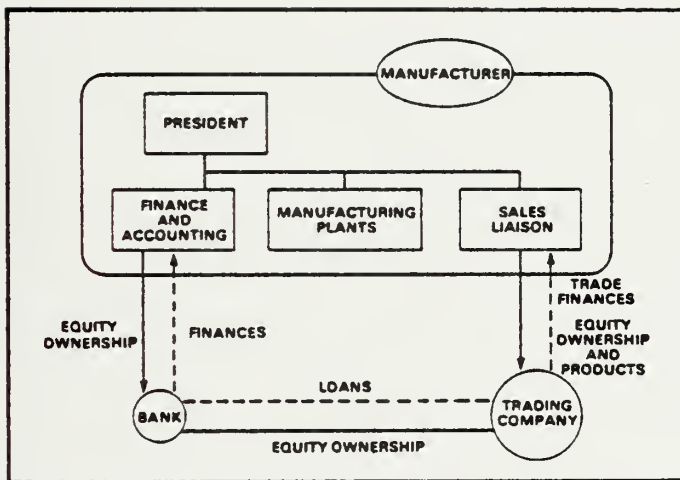 MANUFACTURER
PRESIDENT
FINANCE
AND
ACCOUNTING
MANUFACTURING
PLANTS
SALES
LIAISON
EQUITY
OWNERSHIP
FINANCES
TRADE
FINANCES
EQUITY
OWNERSHIP
AND
PRODUCTS
LOANS
BANK
TRADING
COMPANY
EQUITY OWNERSHIP